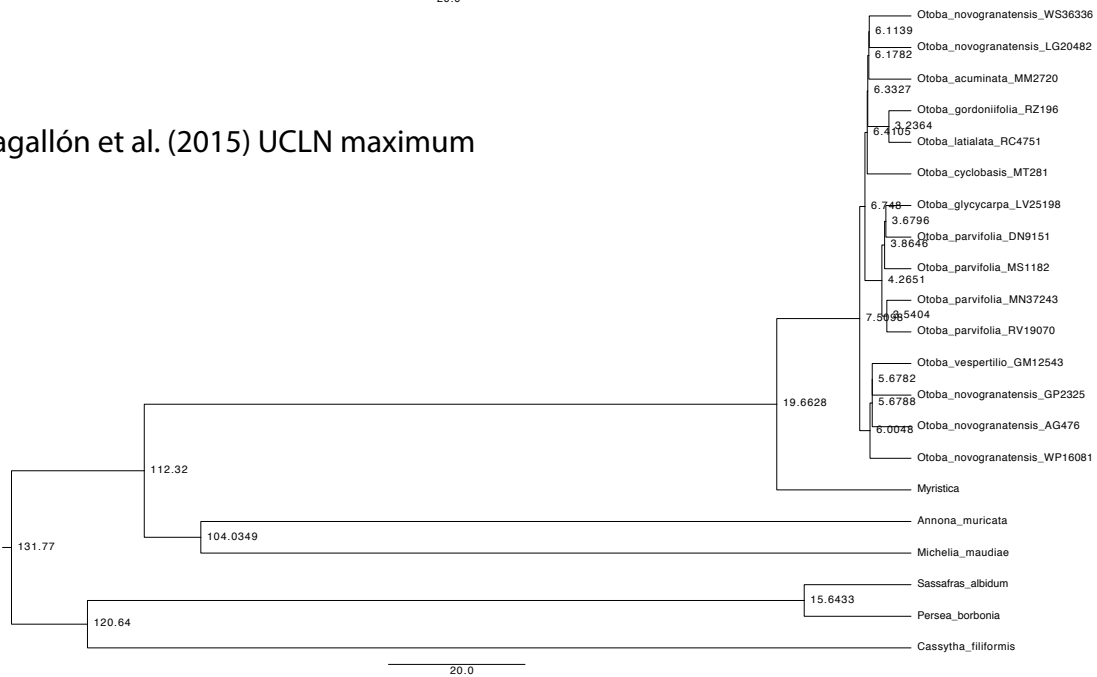 Otoba_novogranatensis_WS36336
6.1139
Otoba_novogranatensis_LG20482
6.1782
Otoba_acuminata_MM2720
6.3327
Otoba_gordoniifolia_RZ196
3.2364
6.4105
agallón et al. (2015) UCLN maximum
Otoba_latialata_RC4751
Otoba_cyclobasis_MT281
Otoba_glycycarpa_LV25198
6.748
3.6796
Otoba_parvifolia_DN9151
3.8646
Otoba_parvifolia_MS1182
4.2651
Otoba_parvifolia_MN37243
7.5098
Otoba_parvifolia_RV19070
Otoba_vespertilio_GM12543
5.6782
Otoba_novogranatensis_GP2325
5.6788
19.6628
Otoba_novogranatensis_AG476
6.0048
Otoba_novogranatensis_WP16081
112.32
Myristica
Annona_muricata
104.0349
131.77
Michelia_maudiae
Sassafras_albidum
15.6433
Persea_borbonia
120.64
Cassytha_filiformis
20.0